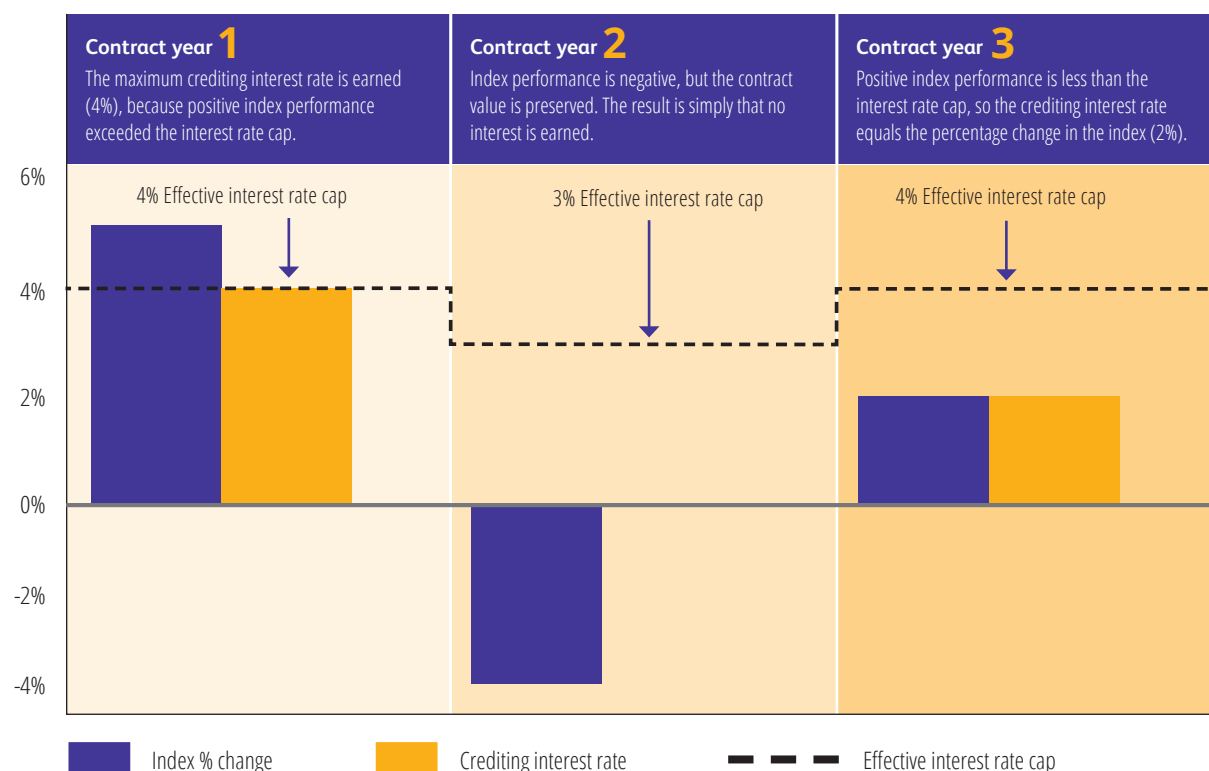 Contract year 1
The maximum crediting interest rate is earned
(4%), because positive index performance
exceeded the interest rate cap.
Contract year 2
Index performance is negative, but the contract
value is preserved. The result is simply that no
interest is earned.
Contract year 3
Positive index performance is less than the
interest rate cap, so the crediting interest rate
equals the percentage change in the index (2%).
6%
4%
2%
0%
-2%
-4%
4% Effective interest rate cap
3% Effective interest rate cap
4% Effective interest rate cap
Index % change
Crediting interest rate
Effective interest rate cap